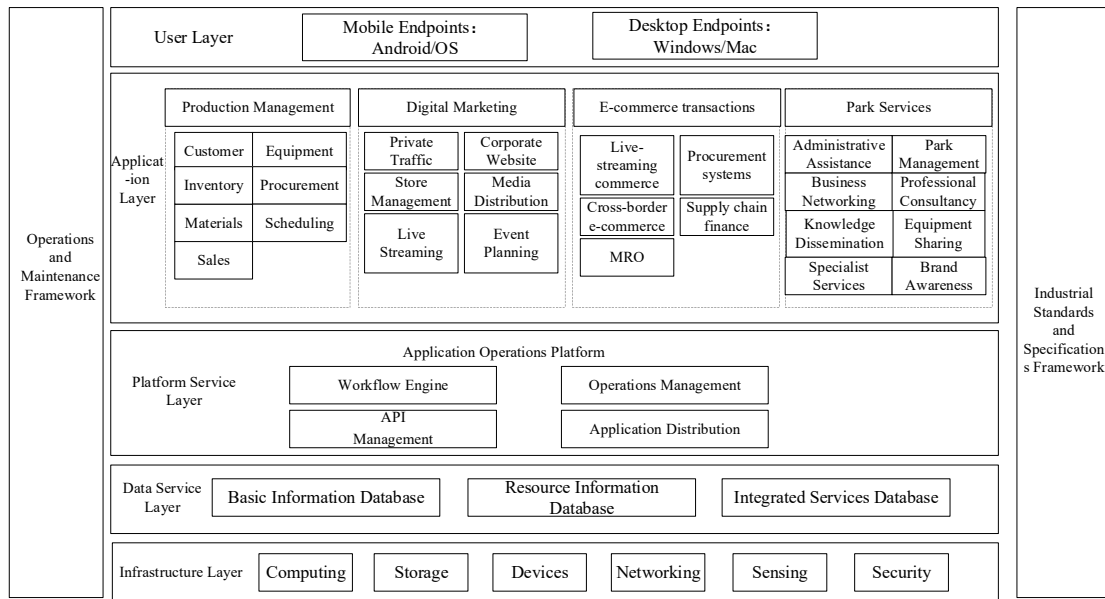 Operations
and
Maintenance
Framework
User Layer
Mobile Endpoints：
Android/OS
Desktop Endpoints：
Windows/Mac
Applicat
-ion
Layer
Production Management
Customer
Equipment
Inventory
Procurement
Materials
Scheduling
Sales
Digital Marketing
Private
Traffic
Corporate
Website
Store
Management
Media
Distribution
Live
Streaming
Event
Planning
E-commerce transactions
Live-
streaming
commerce
Procurement
systems
Cross-border
e-commerce
Supply chain
finance
MRO
Park Services
Administrative
Assistance
Park
Management
Business
Networking
Professional
Consultancy
Knowledge
Dissemination
Equipment
Sharing
Specialist
Services
Brand
Awareness
Platform Service
Layer
Application Operations Platform
Workflow Engine
Operations Management
API
Management
Application Distribution
Data Service
Layer
Basic Information Database
Resource Information
Database
Integrated Services Database
Infrastructure Layer
Computing
Storage
Devices
Networking
Sensing
Security
Industrial
Standards
and
Specification
s Framework